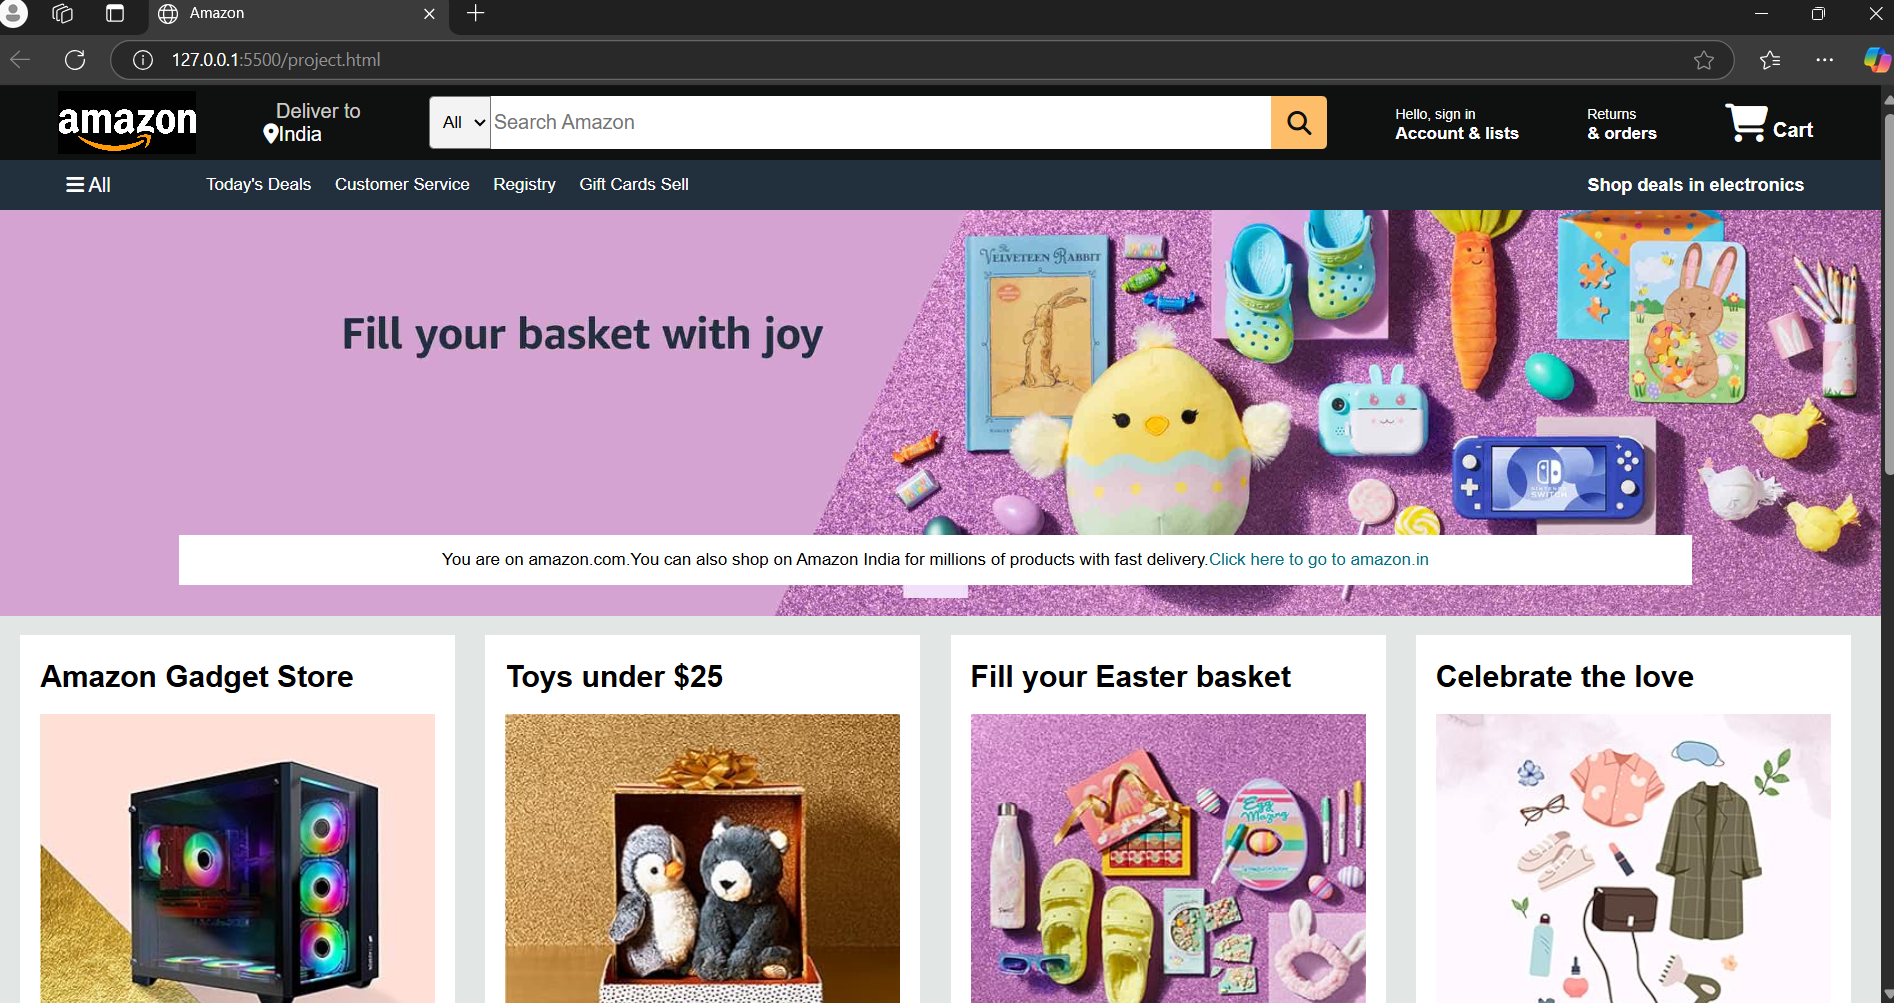 Amazon
127.0.0.1:5500/project.html
amazon
Deliver to
India
All
Search Amazon
Hello, sign in
Account & lists
Returns
& orders
Cart
All
Today's Deals Customer Service Registry Gift Cards Sell
Shop deals in electronics
Fill your basket with joy
The
VELVETEEN RABBIT
NINTENDO
SWITCH
You are on amazon.com.You can also shop on Amazon India for millions of products with fast delivery.Click here to go to amazon.in
Amazon Gadget Store
Toys under $25
Fill your Easter basket
Celebrate the love
Egg
Mazing